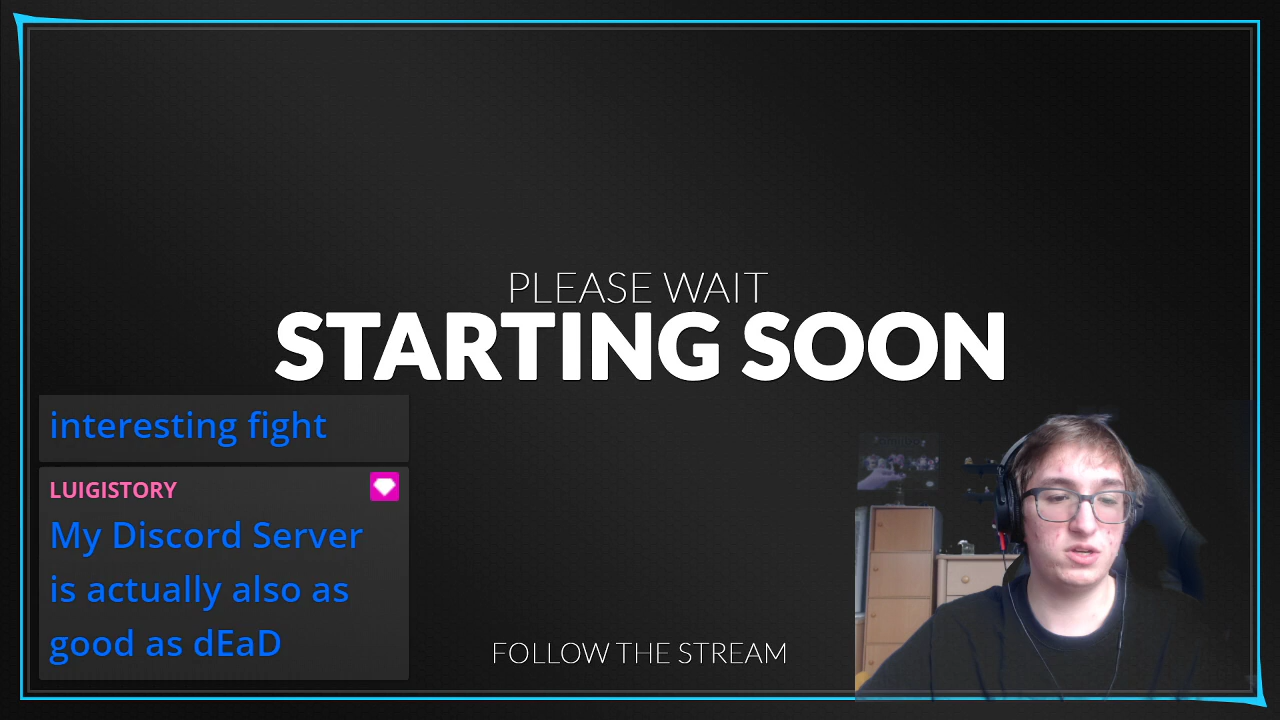 PLEASE WAIT
STARTING SOON
interesting fight
LUIGISTORY
My Discord Server
is actually also as
good as dEaD
FOLLOW THE STREAM